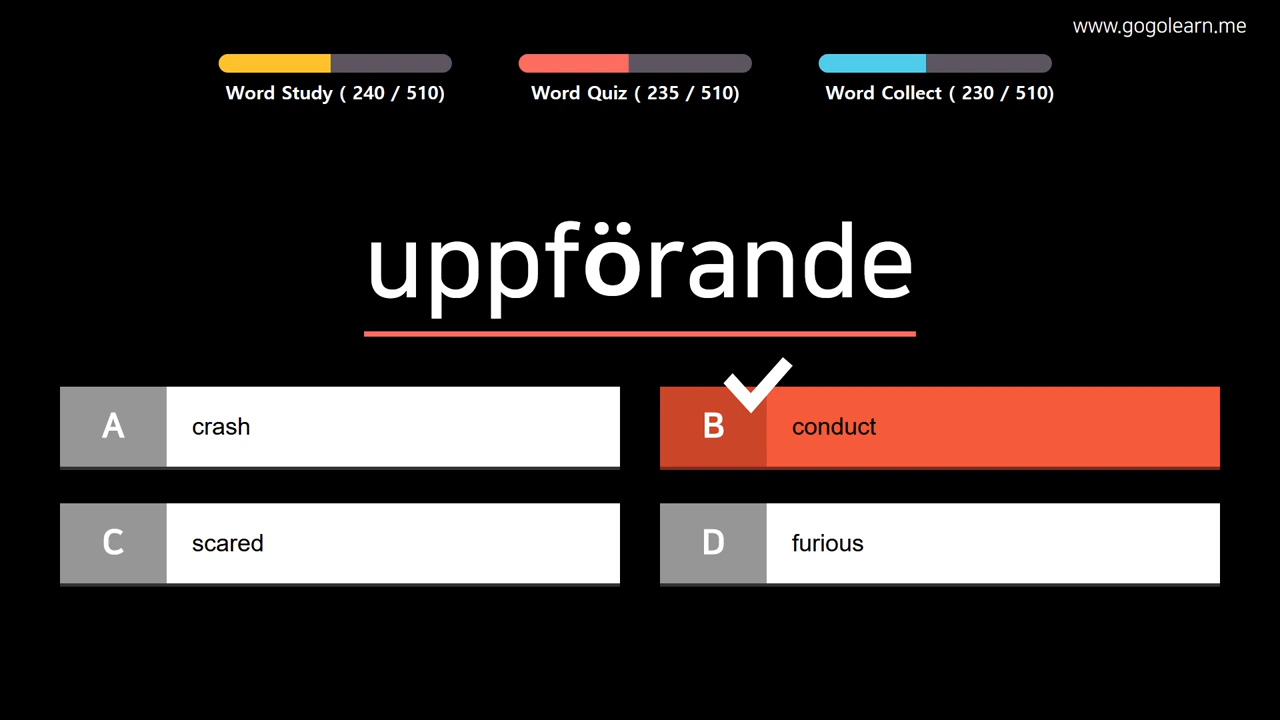 www.gogolearn.me
Word Study ( 240 / 510)
Word Quiz ( 235 / 510)
Word Collect ( 230 / 510)
uppförande
A crash
B conduct
C scared
D furious